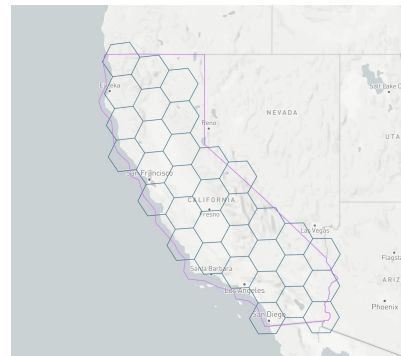 Eureka
Salt Lake C
NEVADA
Reno
UTA
San Francisco
CALIFORNIA
Fresno
Las Vegas
Flagsta
Santa Barbara
ARIZ
Los Angeles
Phoenix
San Diego